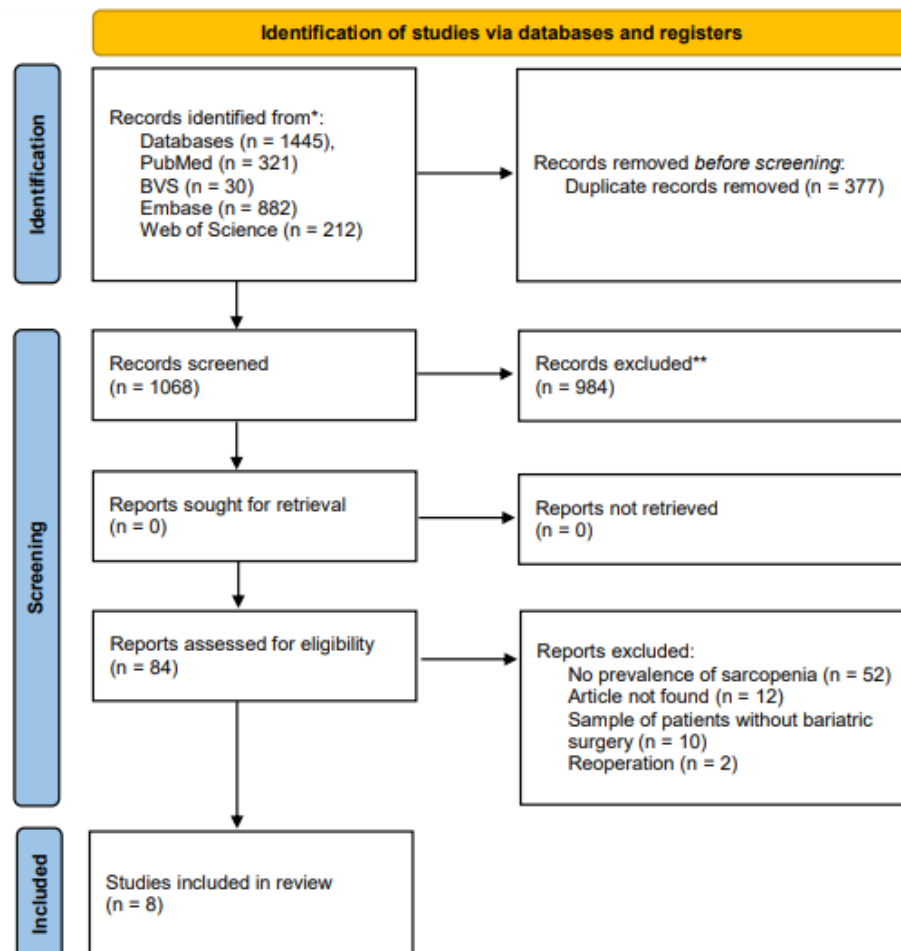 Identification of studies via databases and registers
Identification
Records identified from*:
Databases (n = 1445),
PubMed (n = 321)
BVS (n = 30)
Embase (n = 882)
Web of Science (n = 212)
Records removed before screening:
Duplicate records removed (n = 377)
Screening
Records screened
(n = 1068)
Records excluded**
(n = 984)
Reports sought for retrieval
(n = 0)
Reports not retrieved
(n = 0)
Reports assessed for eligibility
(n = 84)
Reports excluded:
No prevalence of sarcopenia (n = 52)
Article not found (n = 12)
Sample of patients without bariatric
surgery (n = 10)
Reoperation (n = 2)
Included
Studies included in review
(n = 8)